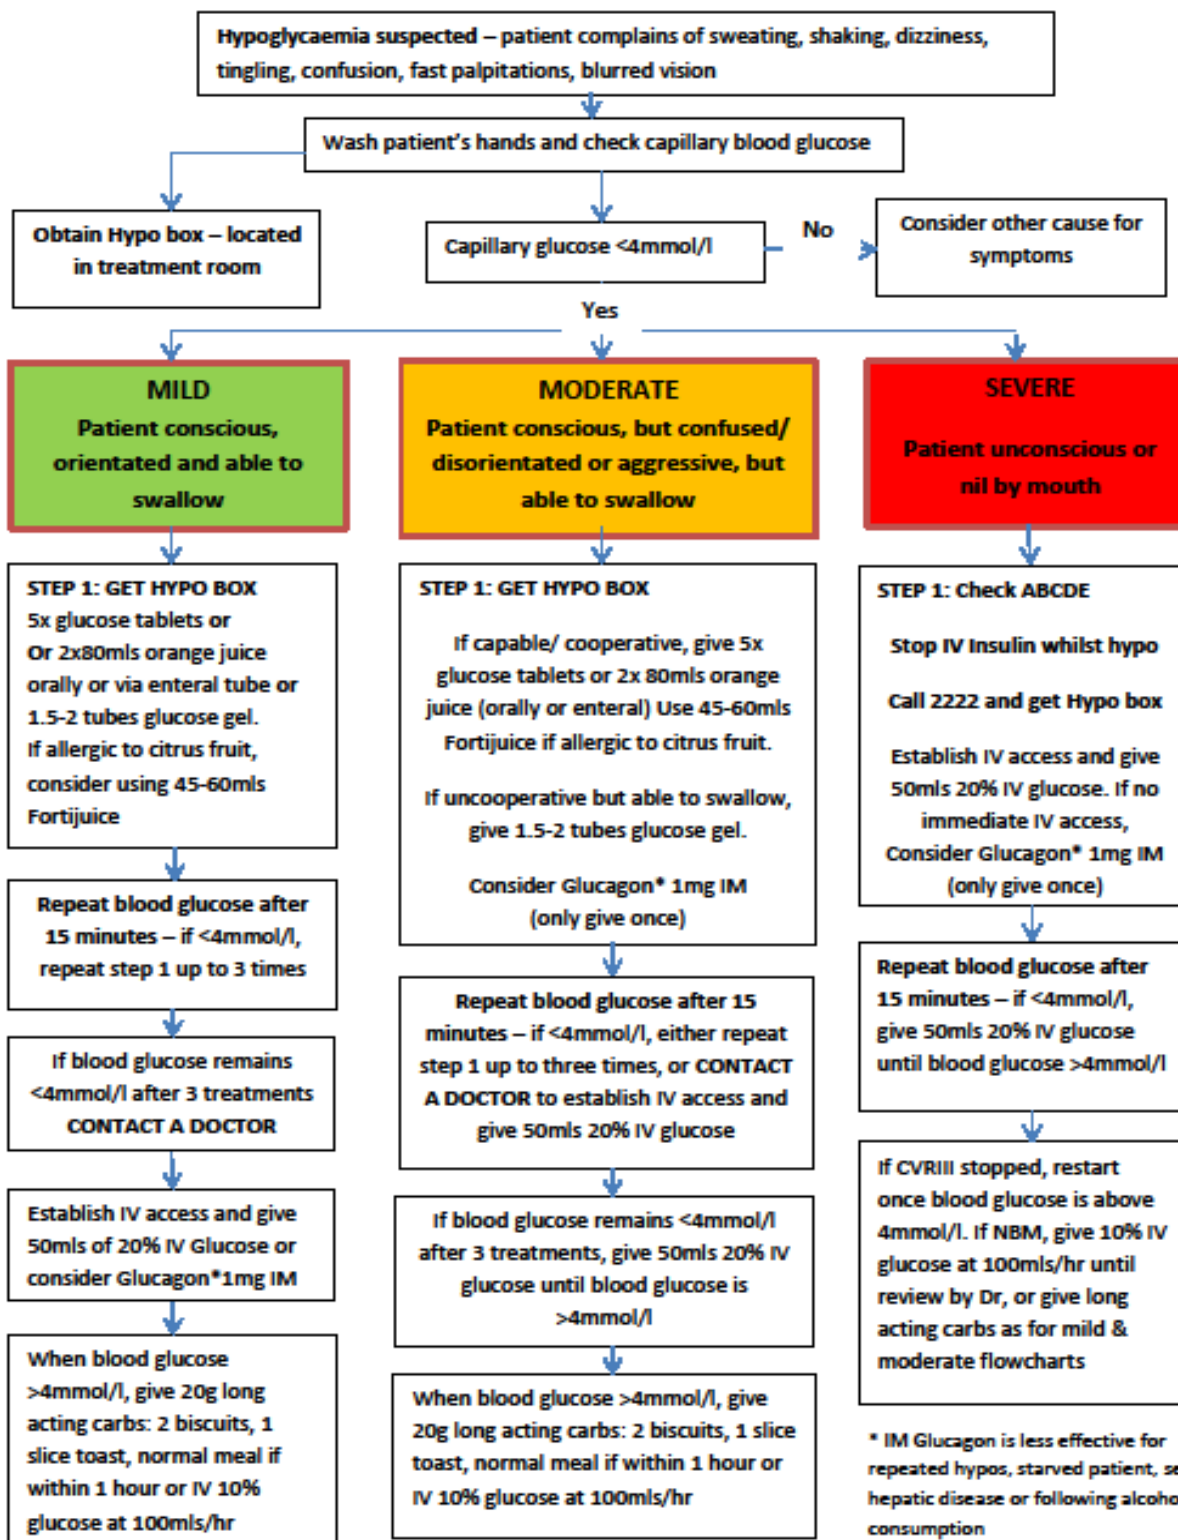 Hypoglycaemia suspected – patient complains of sweating, shaking, dizziness,
tingling, confusion, fast palpitations, blurred vision
Wash patient's hands and check capillary blood glucose
Obtain Hypo box – located
in treatment room
Capillary glucose <4mmol/l
No
Consider other cause for
symptoms
Yes
MILD
Patient conscious,
orientated and able to
swallow
STEP 1: GET HYPO BOX
5x glucose tablets or
Or 2x80mls orange juice
orally or via enteral tube or
1.5-2 tubes glucose gel.
If allergic to citrus fruit,
consider using 45-60mls
Fortijuice
Repeat blood glucose after
15 minutes – if <4mmol/l,
repeat step 1 up to 3 times
If blood glucose remains
<4mmol/l after 3 treatments
CONTACT A DOCTOR
Establish IV access and give
50mls of 20% IV Glucose or
consider Glucagon*1mg IM
When blood glucose
>4mmol/l, give 20g long
acting carbs: 2 biscuits, 1
slice toast, normal meal if
within 1 hour or IV 10%
glucose at 100mls/hr
MODERATE
Patient conscious, but confused/
disorientated or aggressive, but
able to swallow
STEP 1: GET HYPO BOX
If capable/ cooperative, give 5x
glucose tablets or 2x 80mls orange
juice (orally or enteral) Use 45-60mls
Fortijuice if allergic to citrus fruit.
If uncooperative but able to swallow,
give 1.5-2 tubes glucose gel.
Consider Glucagon* 1mg IM
(only give once)
Repeat blood glucose after 15
minutes – if <4mmol/l, either repeat
step 1 up to three times, or CONTACT
A DOCTOR to establish IV access and
give 50mls 20% IV glucose
If blood glucose remains <4mmol/l
after 3 treatments, give 50mls 20% IV
glucose until blood glucose is
>4mmol/l
When blood glucose >4mmol/l, give
20g long acting carbs: 2 biscuits, 1 slice
toast, normal meal if within 1 hour or
IV 10% glucose at 100mls/hr
SEVERE
Patient unconscious or
nil by mouth
STEP 1: Check ABCDE
Stop IV Insulin whilst hypo
Call 2222 and get Hypo box
Establish IV access and give
50mls 20% IV glucose. If no
immediate IV access,
Consider Glucagon* 1mg IM
(only give once)
Repeat blood glucose after
15 minutes – if <4mmol/l,
give 50mls 20% IV glucose
until blood glucose >4mmol/l
If CVRIII stopped, restart
once blood glucose is above
4mmol/l. If NBM, give 10% IV
glucose at 100mls/hr until
review by Dr, or give long
acting carbs as for mild &
moderate flowcharts
* IM Glucagon is less effective for
repeated hypos, starved patient,
hepatic disease or following
consumption